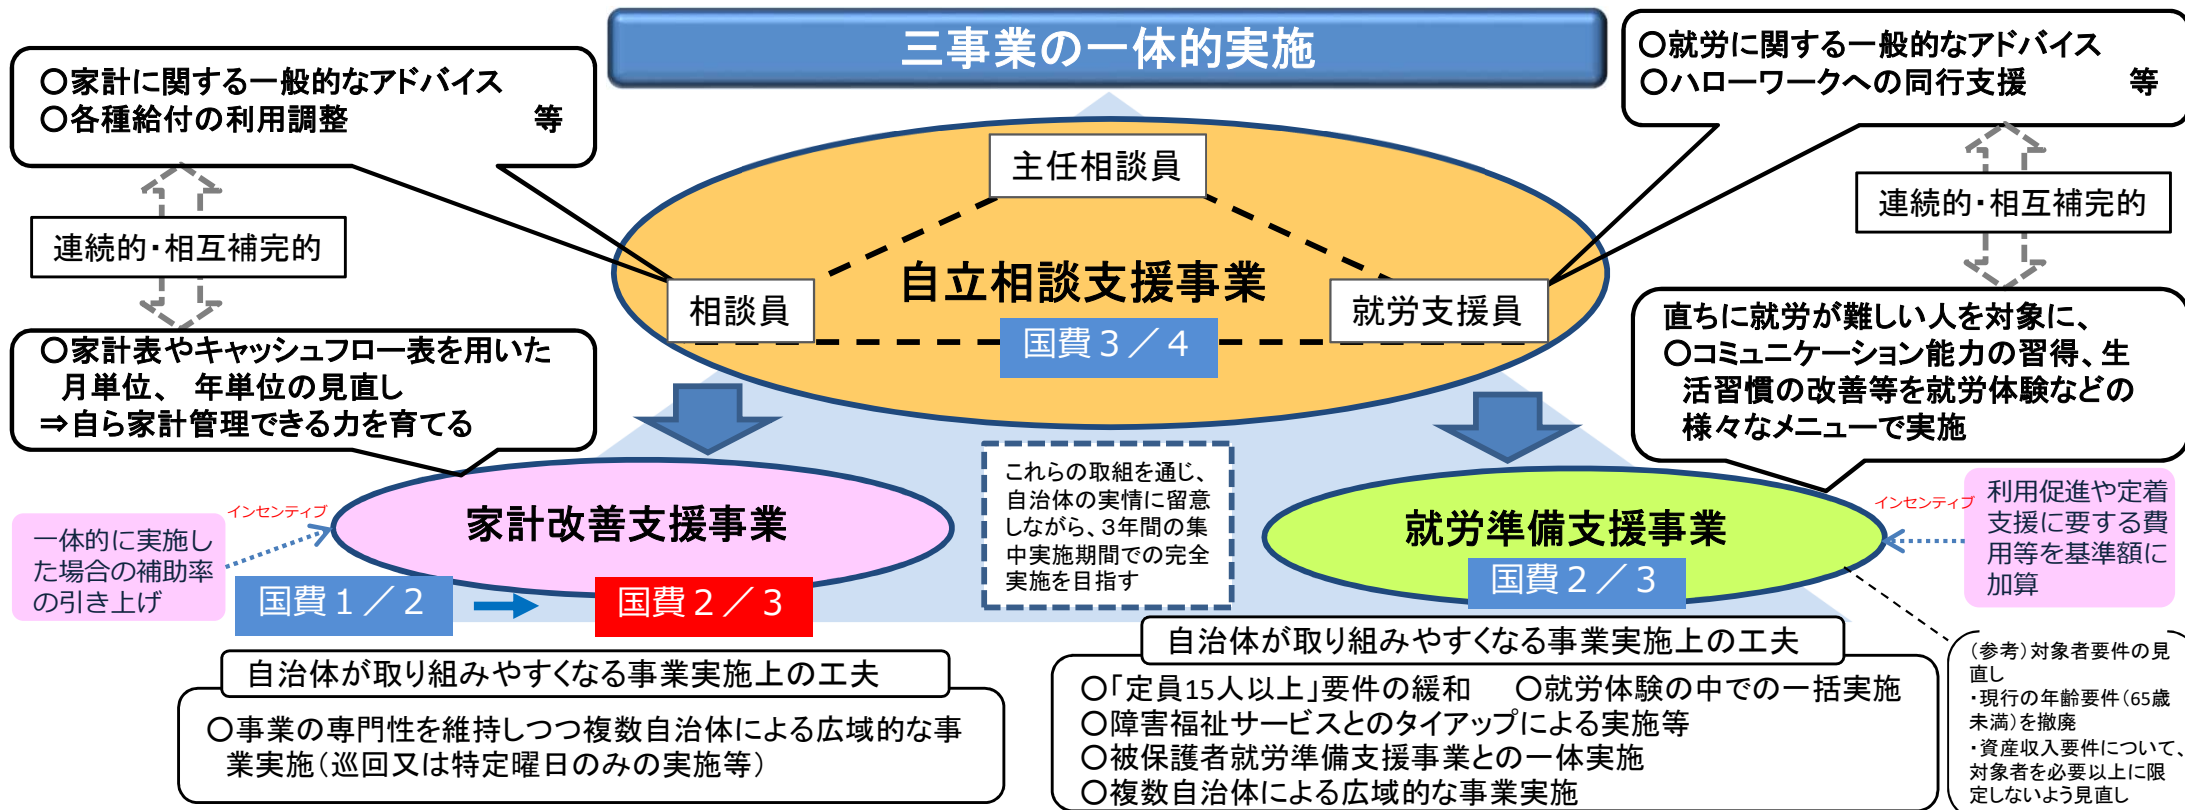 三事業の一体的実施
○家計に関する一般的なアドバイス
○各種給付の利用調整　　　　　　等
連続的・相互補完的
○家計表やキャッシュフロー表を用いた
月単位、 年単位の見直し
⇒自ら家計管理できる力を育てる
○就労に関する一般的なアドバイス
○ハローワークへの同行支援　　　等
連続的・相互補完的
直ちに就労が難しい人を対象に、
○コミュニケーション能力の習得、生
活習慣の改善等を就労体験などの
様々なメニューで実施
主任相談員
自立相談支援事業
相談員
就労支援員
国費３／４
これらの取組を通じ、
自治体の実情に留意
しながら、3年間の集
中実施期間での完全
実施を目指す
インセンティブ
一体的に実施し
た場合の補助率
の引き上げ
家計改善支援事業
国費１／２
国費２／３
就労準備支援事業
国費２／３
インセンティブ
利用促進や定着
支援に要する費
用等を基準額に
加算
自治体が取り組みやすくなる事業実施上の工夫
○事業の専門性を維持しつつ複数自治体による広域的な事
業実施（巡回又は特定曜日のみの実施等）
自治体が取り組みやすくなる事業実施上の工夫
○「定員15人以上」要件の緩和　○就労体験の中での一括実施
○障害福祉サービスとのタイアップによる実施等
○被保護者就労準備支援事業との一体実施
○複数自治体による広域的な事業実施
（参考）対象者要件の見
直し
・現行の年齢要件（65歳
未満）を撤廃
・資産収入要件について、
対象者を必要以上に限
定しないよう見直し